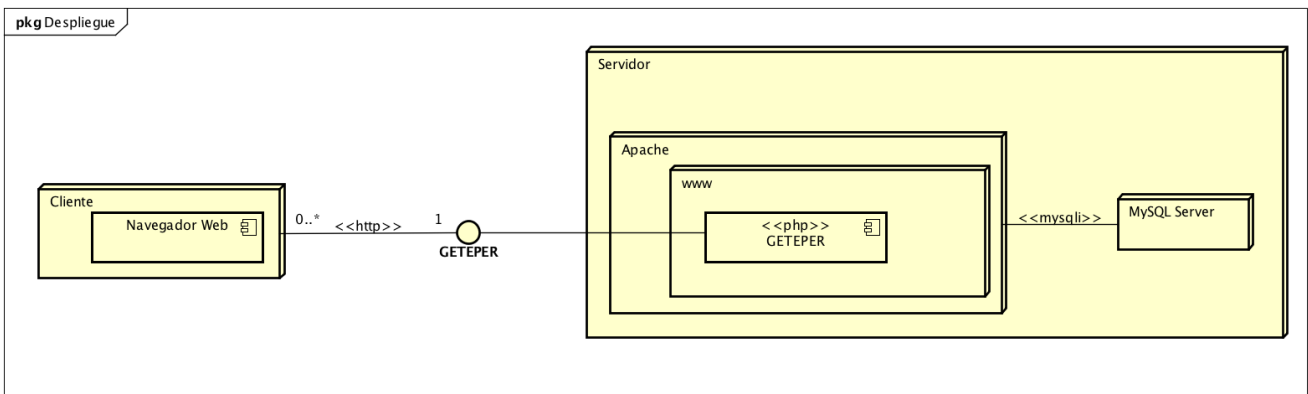 pkg Despliegue
Servidor
Apache
www
Cliente
Navegador Web
0..*
<<http>>
1
GETEPER
<<php>>
GETEPER
<<mysqli>>
MySQL Server